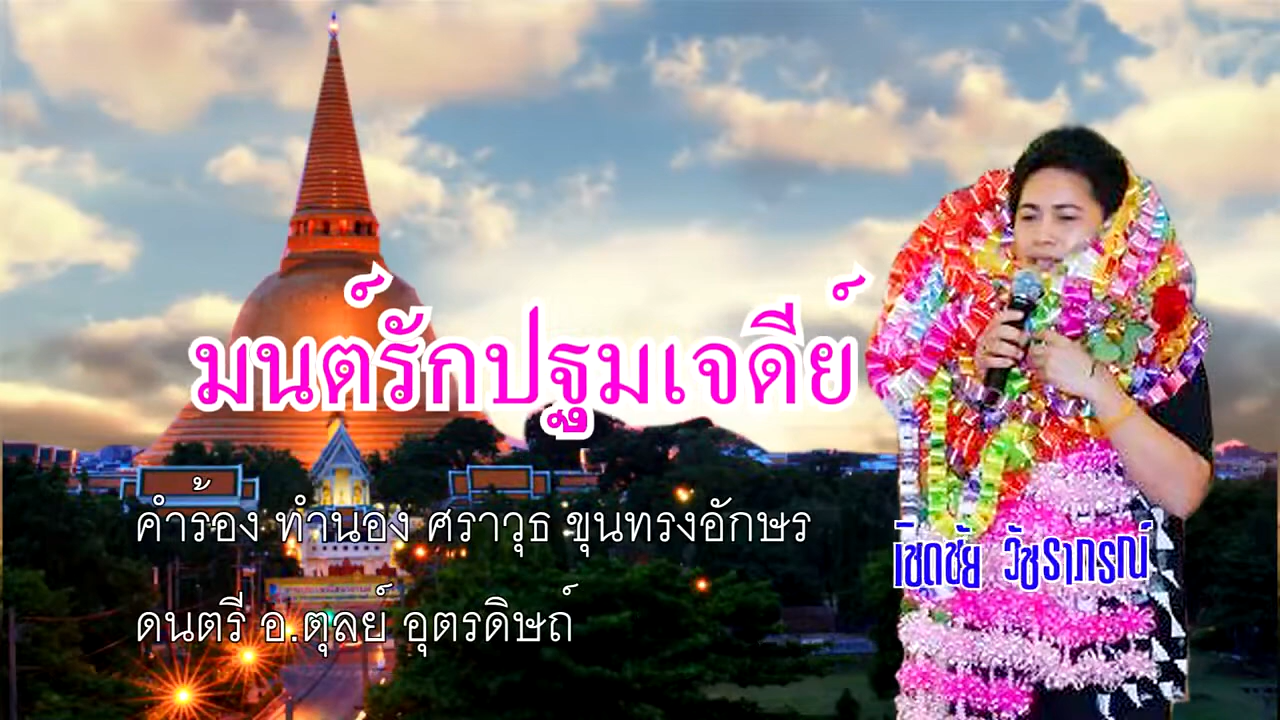 มนต์รักปฐมเจดีย์
คำร้อง ทำนอง ศราวุธ ขุนทรงอักษร
ดนตรี อ.ตุลย์ อุตรดิษถ์
เชิดชัย วัชราภรณ์